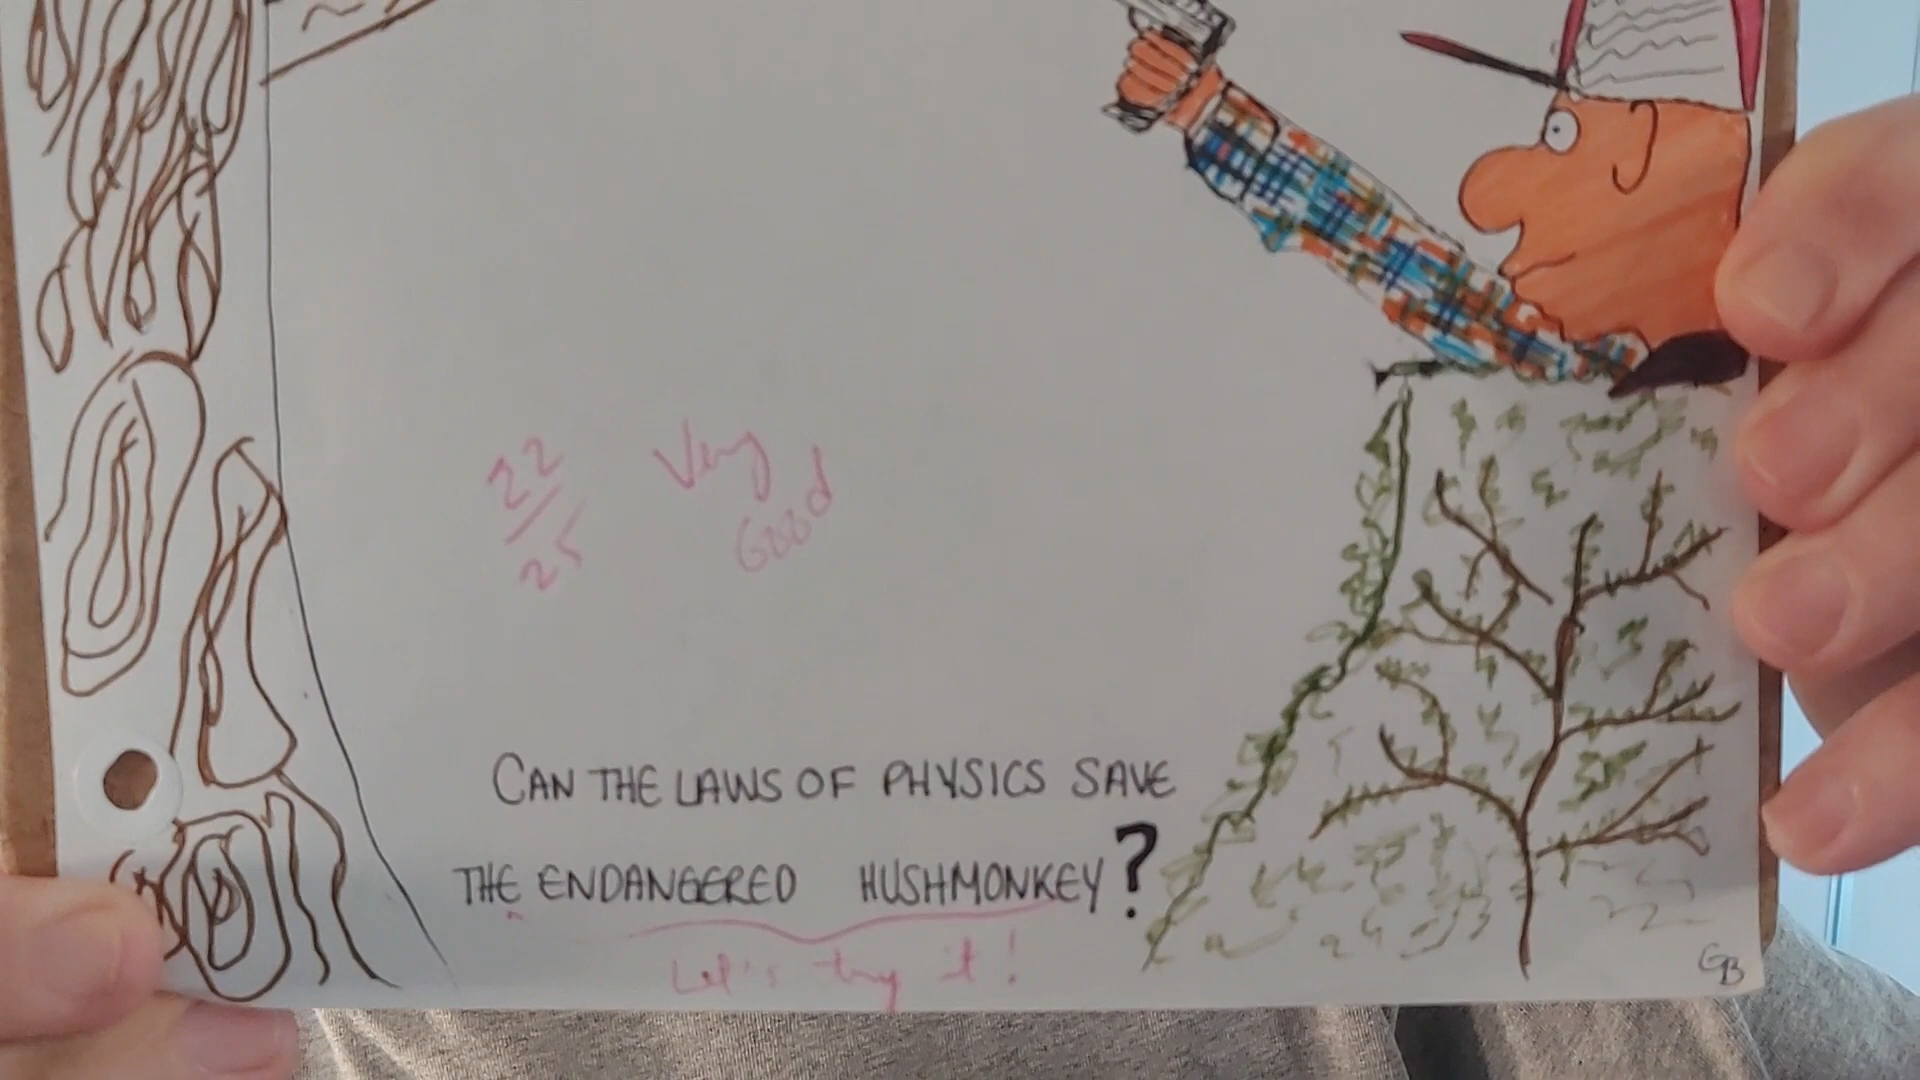 22
25
Very
Good
CAN THE LAWS OF PHYSICS SAVE
THE ENDANGERED HUSHMONKEY?
Let's try it!
GB